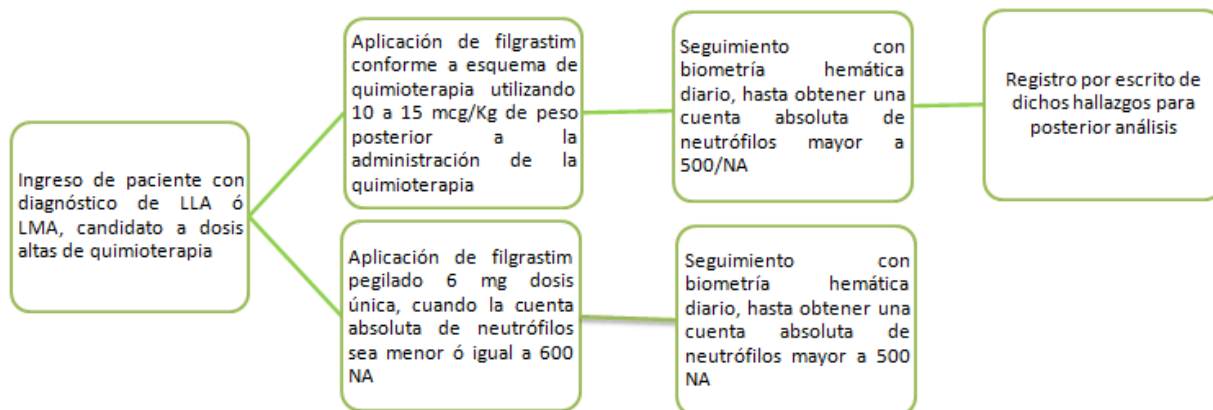 Ingreso de paciente con
diagnóstico de LLA ó
LMA, candidato a dosis
altas de quimioterapia
Aplicación de filgrastim
conforme a esquema de
quimioterapia utilizando
10 a 15 mcg/Kg de peso
posterior a la
administración de la
quimioterapia
Seguimiento con
biometría hemática
diario, hasta obtener una
cuenta absoluta de
neutrófilos mayor a
500/NA
Registro por escrito de
dichos hallazgos para
posterior análisis
Aplicación de filgrastim
pegilado 6 mg dosis
única, cuando la cuenta
absoluta de neutrófilos
sea menor ó igual a 600
NA
Seguimiento con
biometría hemática
diario, hasta obtener una
cuenta absoluta de
neutrófilos mayor a 500
NA